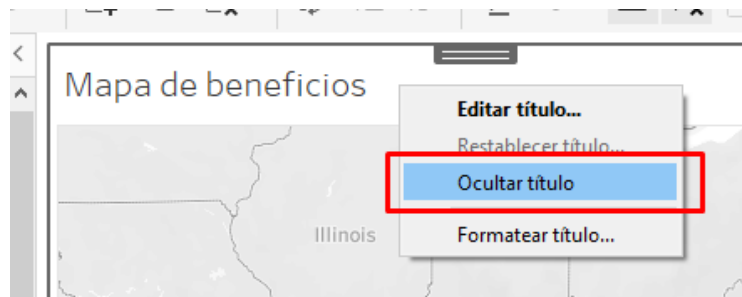 Mapa de beneficios
Editar título...
Restablecer título...
Ocultar título
Illinois
Formatear título...